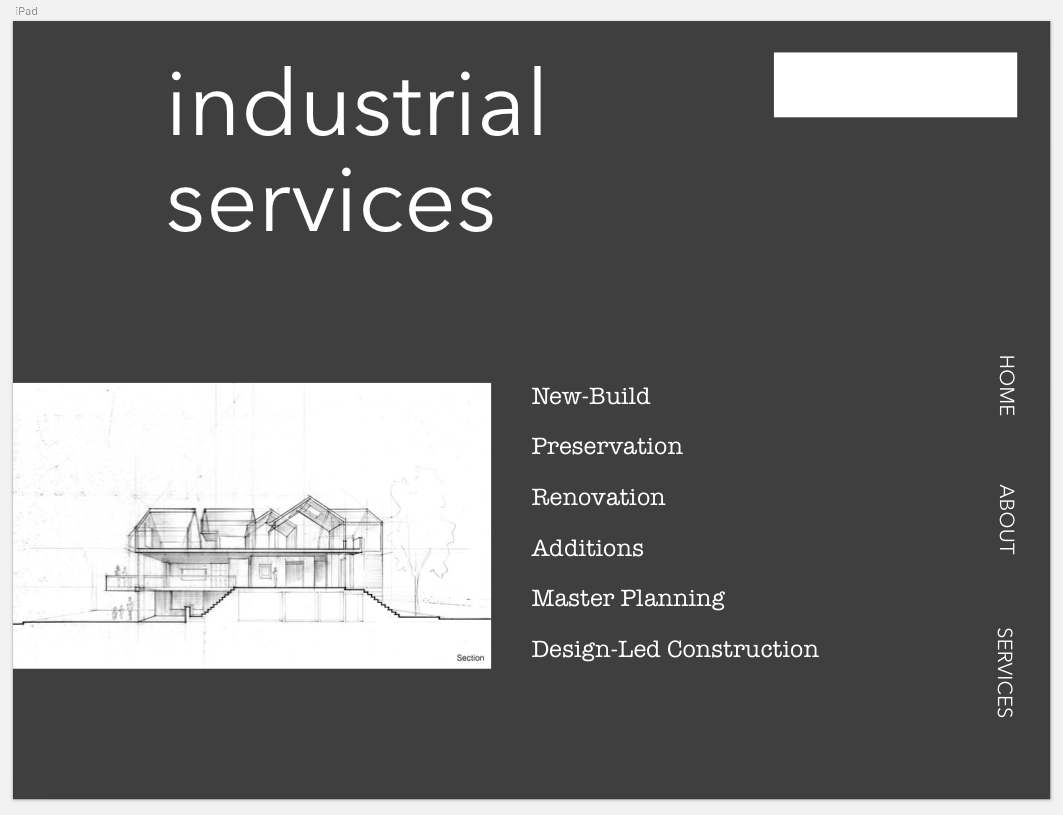 iPad
industrial
services
New-Build
Preservation
Renovation
Additions
Master Planning
Design-Led Construction
Section
HOME
ABOUT
SERVICES